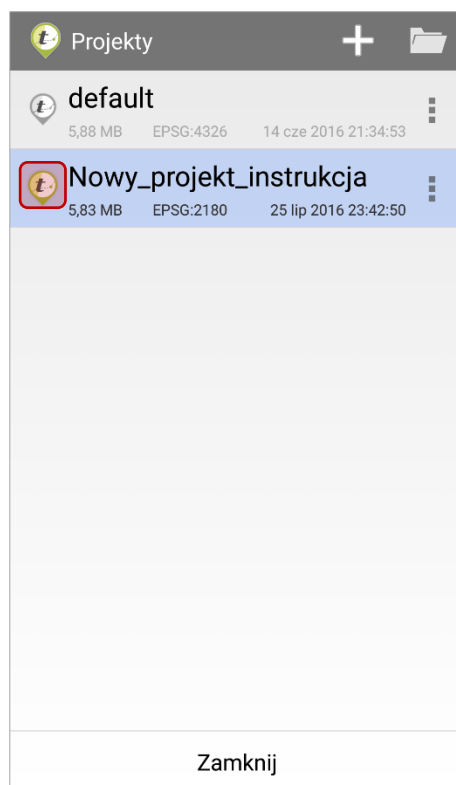 Projekty
default
5,88 MB EPSG:4326 14 cze 2016 21:34:53
Nowy_projekt_instrukcja
5,83 MB EPSG:2180 25 lip 2016 23:42:50
Zamknij